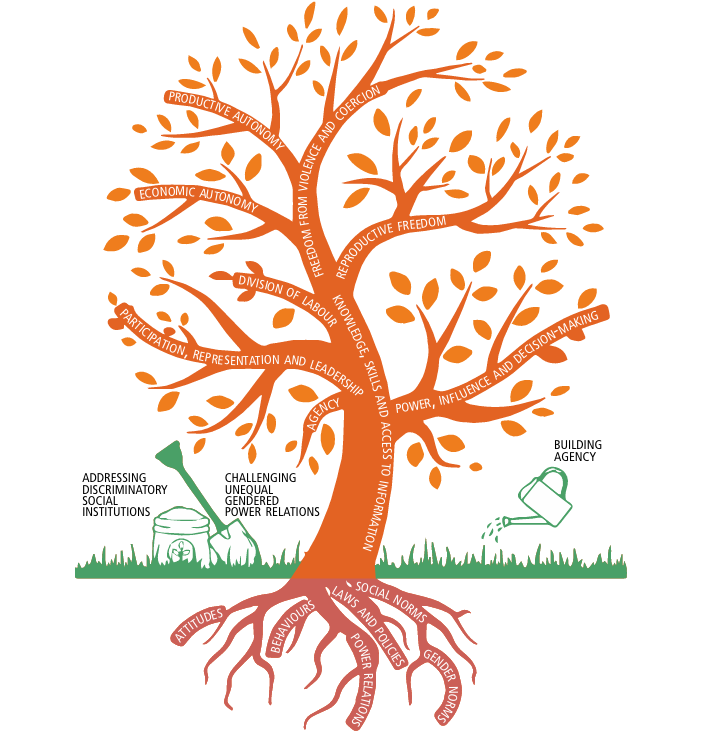 PRODUCTIVE AUTONOMY
FREEDOM FROM VIOLENCE AND COERCION
ECONOMIC AUTONOMY
REPRODUCTIVE FREEDOM
DIVISION OF LABOUR
KNOWLEDGE, SKILLS AND ACCESS TO INFORMATION
PARTICIPATION, REPRESENTATION AND LEADERSHIP
POWER, INFLUENCE AND DECISION-MAKING
AGENCY
BUILDING
AGENCY
ADDRESSING
DISCRIMINATORY
SOCIAL
INSTITUTIONS
CHALLENGING
UNEQUAL
GENDERED
POWER RELATIONS
ATTITUDES
BEHAVIOURS
LAWS AND POLICIES
SOCIAL NORMS
POWER RELATIONS
GENDER NORMS